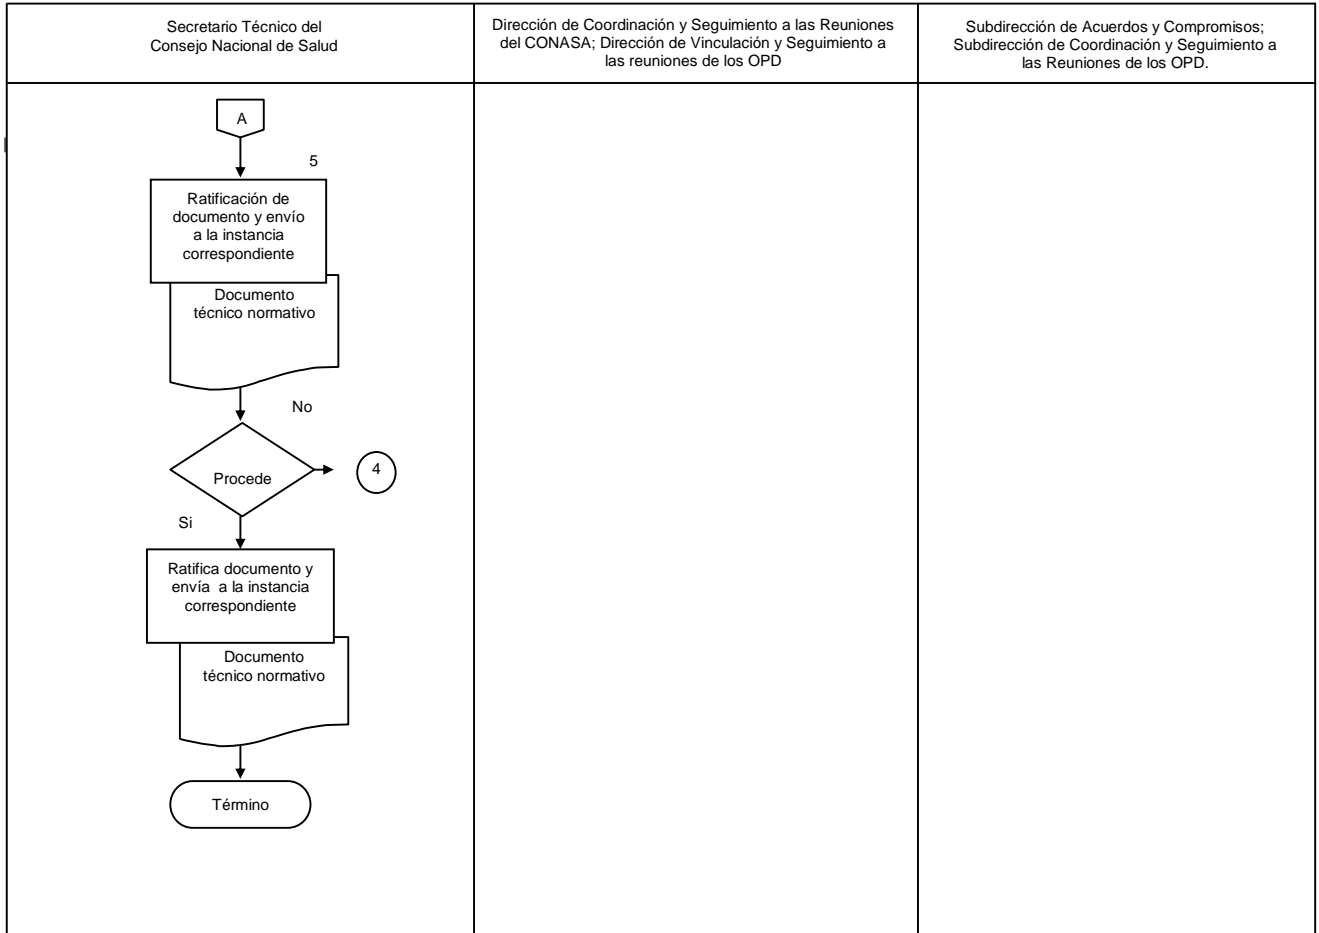 Secretario Técnico del
Consejo Nacional de Salud
Dirección de Coordinación y Seguimiento a las Reuniones
del CONASA; Dirección de Vinculación y Seguimiento a
las reuniones de los OPD
Subdirección de Acuerdos y Compromisos;
Subdirección de Coordinación y Seguimiento a
las Reuniones de los OPD.
A
5
Ratificación de
documento y envío
a la instancia
correspondiente
Documento
técnico normativo
No
Procede
4
Si
Ratifica documento y
envía a la instancia
correspondiente
Documento
técnico normativo
Término